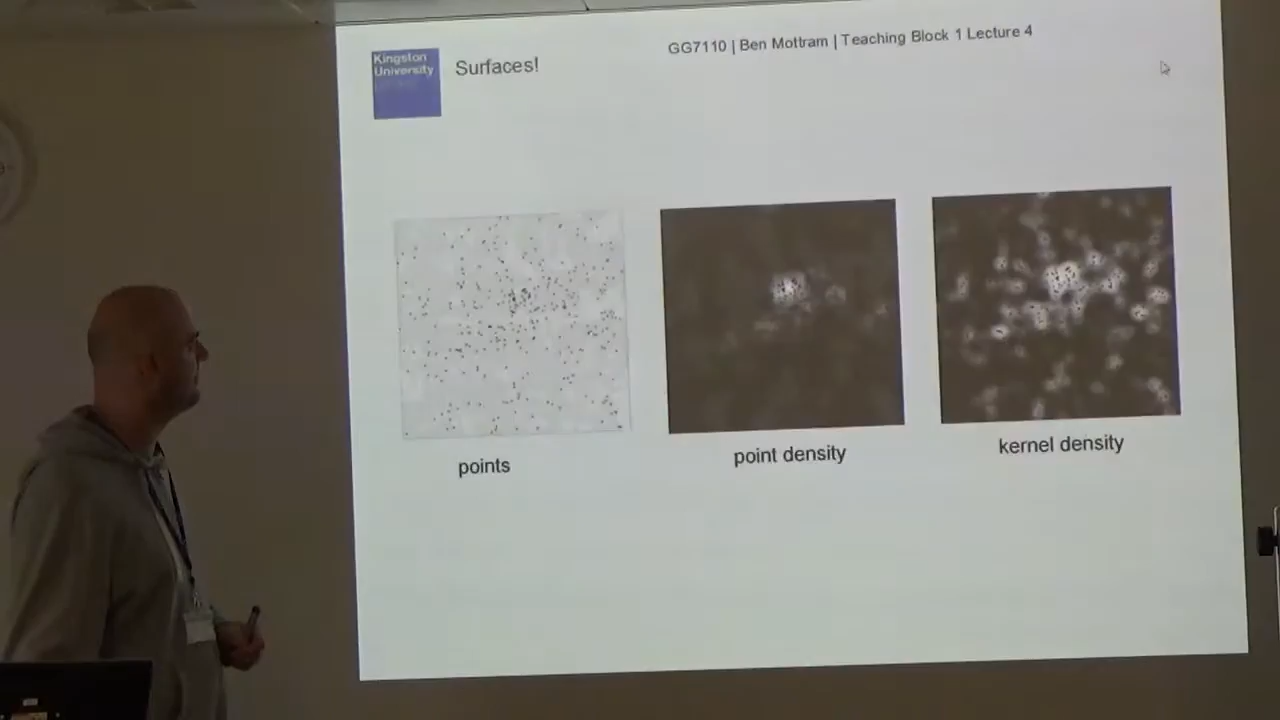 Kingston
University
Surfaces!
GG7110 | Ben Mottram | Teaching Block 1 Lecture 4
points
point density
kernel density